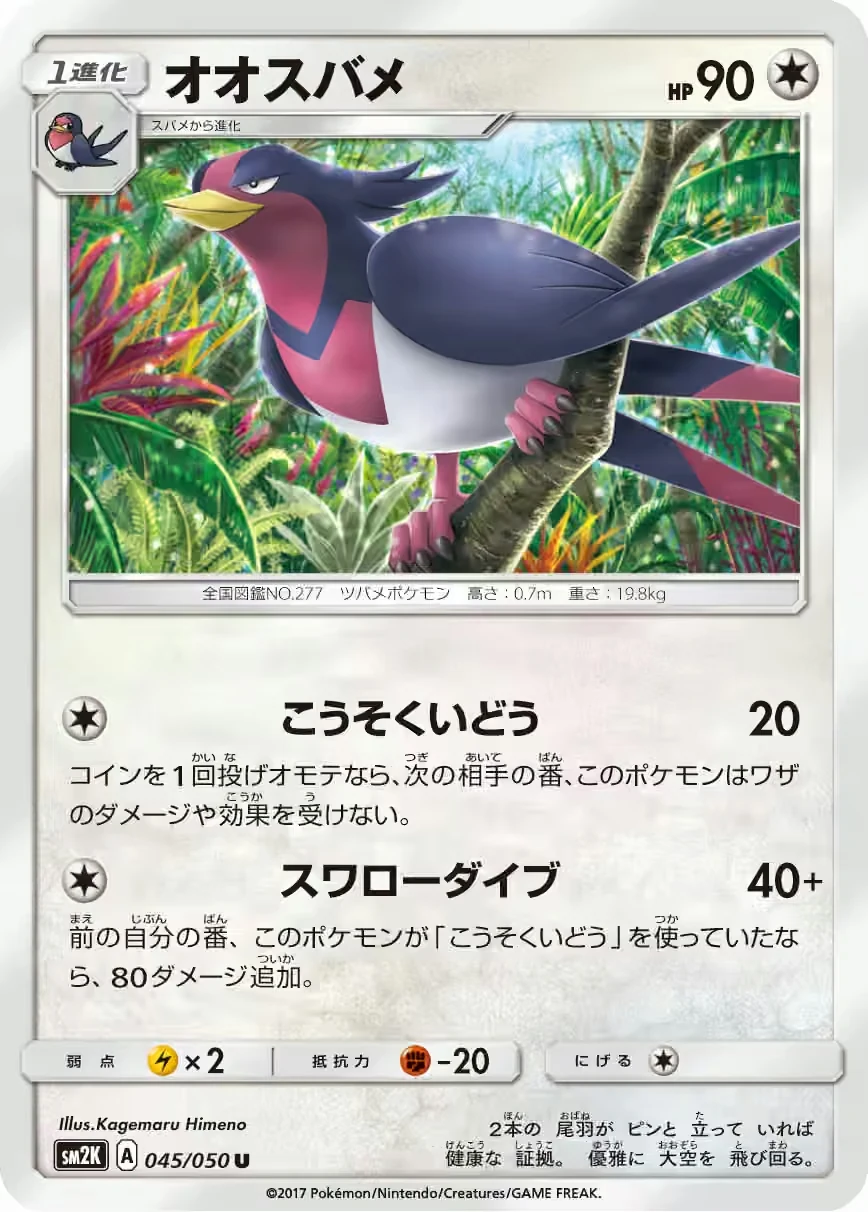 1進化
オオスバメ
HP90
スバメから進化
全国図鑑NO.277 ツバメポケモン 高さ:0.7m 重さ:19.8kg
こうそくいどう 20
コインを1回投げオモテなら、次の相手の番、このポケモンはワザ
のダメージや効果を受けない。
スワローダイブ 40+
前の自分の番、このポケモンが「こうそくいどう」を使っていたな
ら、80ダメージ追加。
弱点 ×2 抵抗力 -20 にげる
Illus.Kagemaru Himeno
2本の 尾羽が ピンと 立って いれば
健康な 証拠。 優雅に 大空を 飛び回る。
SM2K A 045/050 U
©2017 Pokémon/Nintendo/Creatures/GAME FREAK.